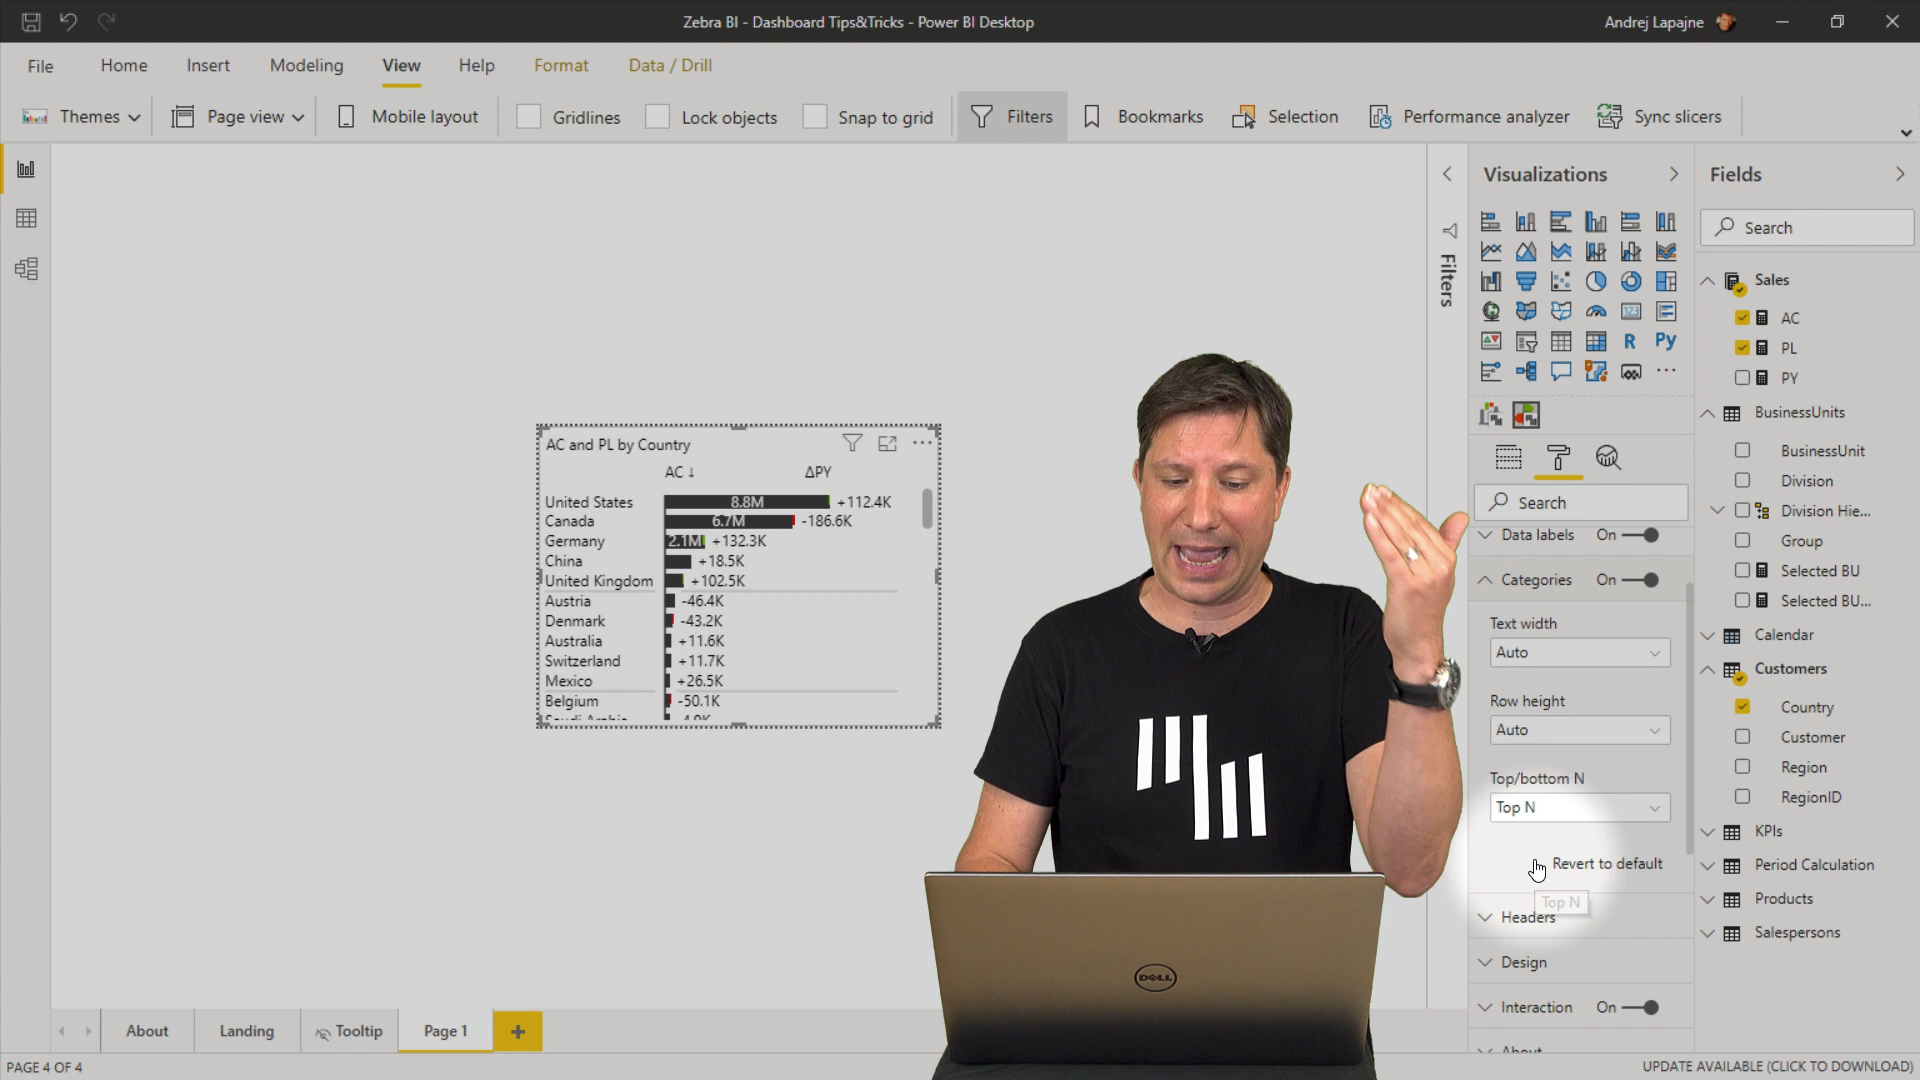 Zebra BI - Dashboard Tips&Tricks - Power BI Desktop
Andrej Lapajne
File
Home
Insert
Modeling
View
Help
Format
Data / Drill
Themes
Page view
Mobile layout
Gridlines
Lock objects
Snap to grid
Filters
Bookmarks
Selection
Performance analyzer
Sync slicers
AC and PL by Country
AC ↓ ΔPY
United States 8.8M +112.4K
Canada 6.7M -186.6K
Germany 2.1M +132.3K
China +18.5K
United Kingdom +102.5K
Austria -46.4K
Denmark -43.2K
Australia +11.6K
Switzerland +11.7K
Mexico +26.5K
Belgium -50.1K
DELL
Filters
Visualizations
123
R Py
Search
Data labels On
Categories On
Text width
Auto
Row height
Auto
Top/bottom N
Top N
Revert to default
Top N
Headers
Design
Interaction On
About
Fields
Search
Sales
AC
PL
PY
BusinessUnits
BusinessUnit
Division
Division Hie...
Group
Selected BU
Selected BU...
Calendar
Customers
Country
Customer
Region
RegionID
KPIs
Period Calculation
Products
Salespersons
About
Landing
Tooltip
Page 1
+
PAGE 4 OF 4
UPDATE AVAILABLE (CLICK TO DOWNLOAD)